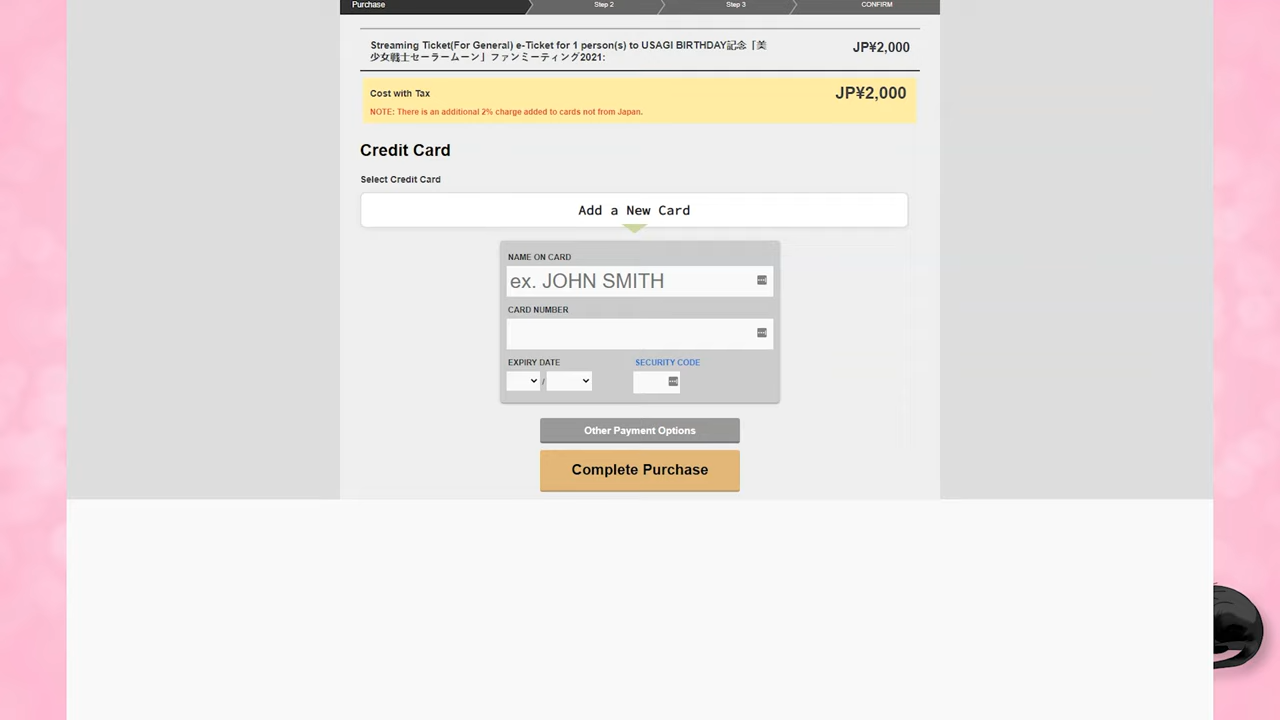 Purchase
Step 2
Step 3
CONFIRM
Streaming Ticket(For General) e-Ticket for 1 person(s) to USAGI BIRTHDAY記念「美
少女戦士セーラームーン」ファンミーティング2021:
JP¥2,000
Cost with Tax
JP¥2,000
NOTE: There is an additional 2% charge added to cards not from Japan.
Credit Card
Select Credit Card
Add a New Card
NAME ON CARD
ex. JOHN SMITH
CARD NUMBER
EXPIRY DATE
SECURITY CODE
/
Other Payment Options
Complete Purchase